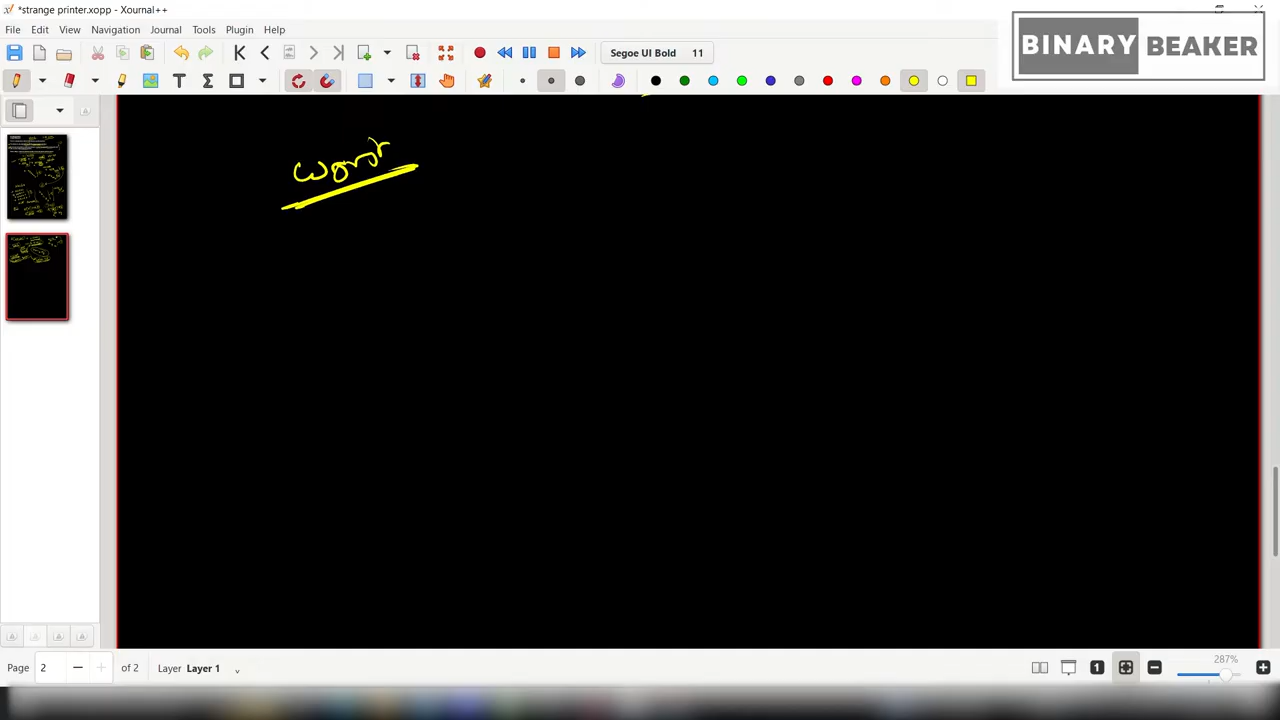 *strange printer.xopp - Xournal++
File Edit View Navigation Journal Tools Plugin Help
BINARY BEAKER
Segoe UI Bold 11
worst
Page 2 of 2 Layer Layer 1
287%